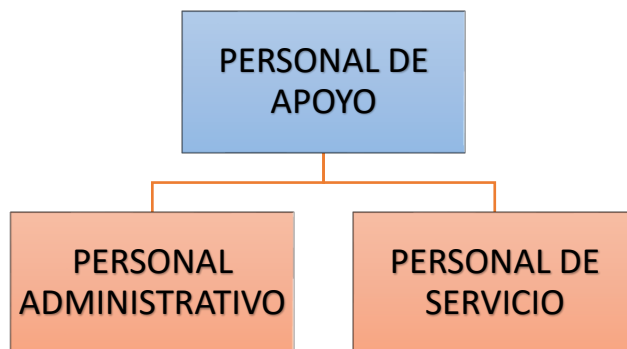 PERSONAL DE
APOYO
PERSONAL
ADMINISTRATIVO
PERSONAL DE
SERVICIO